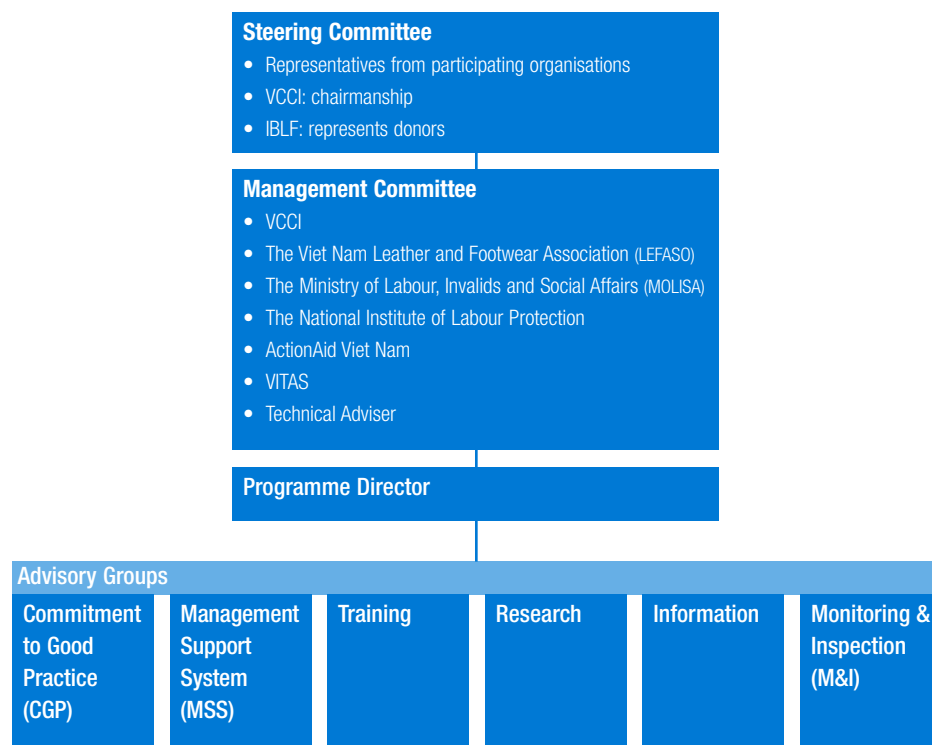 Steering Committee
• Representatives from participating organisations
• VCCI: chairmanship
• IBLF: represents donors
Management Committee
• VCCI
• The Viet Nam Leather and Footwear Association (LEFASO)
• The Ministry of Labour, Invalids and Social Affairs (MOLISA)
• The National Institute of Labour Protection
• ActionAid Viet Nam
• VITAS
• Technical Adviser
Programme Director
Advisory Groups
Commitment
to Good
Practice
(CGP)
Management
Support
System
(MSS)
Training
Research
Information
Monitoring &
Inspection
(M&I)